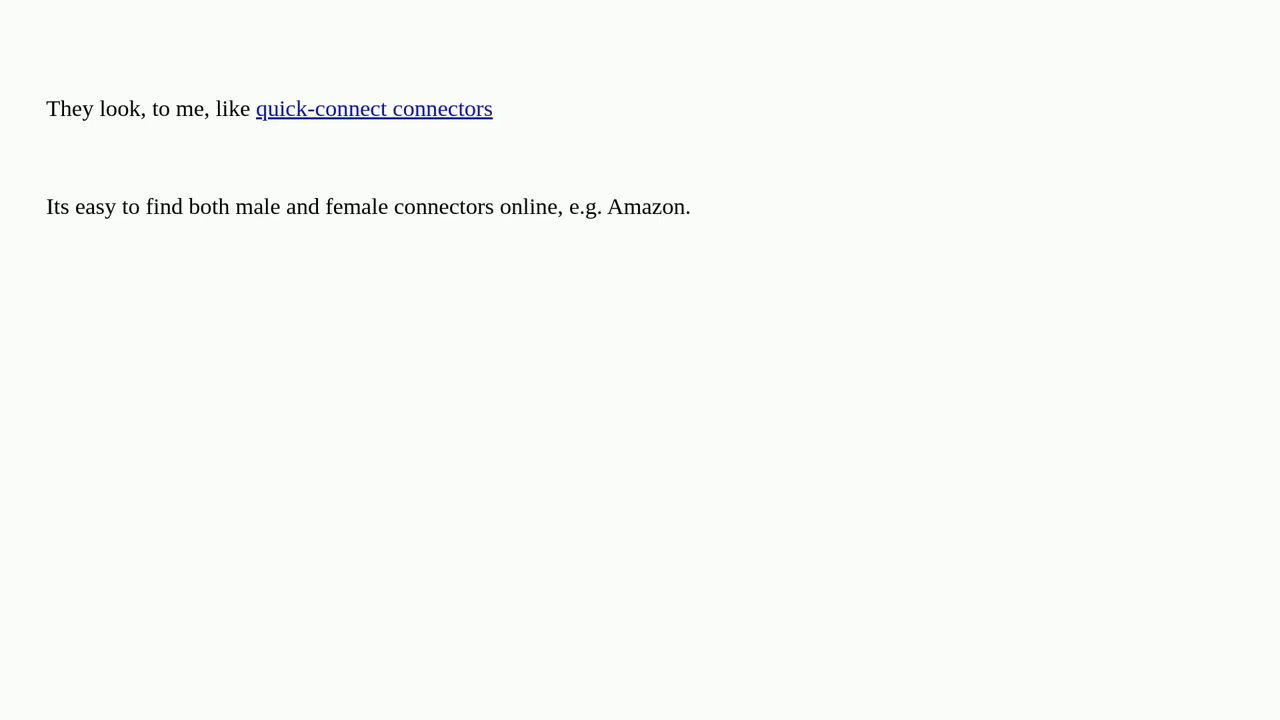 They look, to me, like quick-connect connectors
Its easy to find both male and female connectors online, e.g. Amazon.